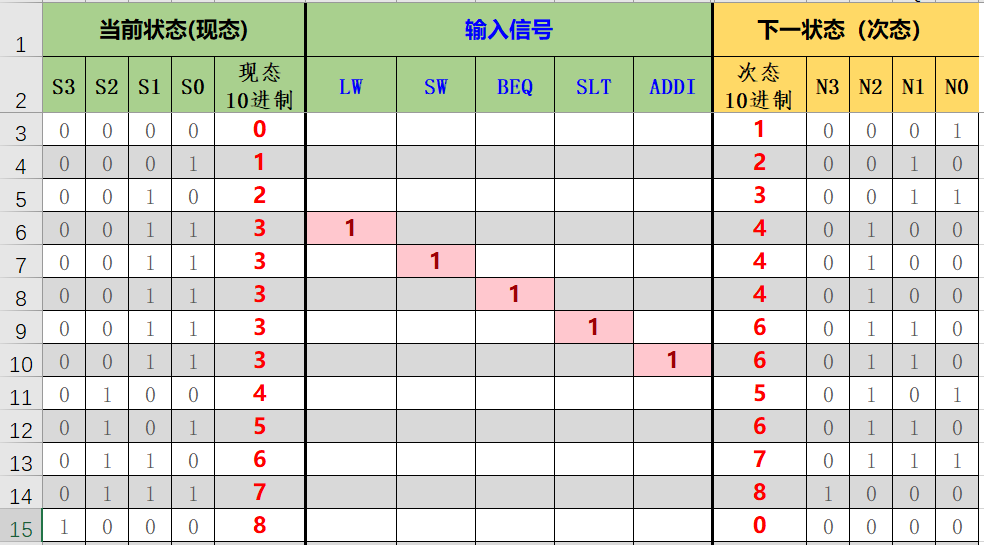 1 当前状态(现态) 输入信号 下一状态（次态）
2 S3 S2 S1 S0 现态 10进制 LW SW BEQ SLT ADDI 次态 10进制 N3 N2 N1 N0
3 0 0 0 0 0 1 0 0 0 1
4 0 0 0 1 1 2 0 0 1 0
5 0 0 1 0 2 3 0 0 1 1
6 0 0 1 1 3 1 4 0 1 0 0
7 0 0 1 1 3 1 4 0 1 0 0
8 0 0 1 1 3 1 4 0 1 0 0
9 0 0 1 1 3 1 6 0 1 1 0
10 0 0 1 1 3 1 6 0 1 1 0
11 0 1 0 0 4 5 0 1 0 1
12 0 1 0 1 5 6 0 1 1 0
13 0 1 1 0 6 7 0 1 1 1
14 0 1 1 1 7 8 1 0 0 0
15 1 0 0 0 8 0 0 0 0 0